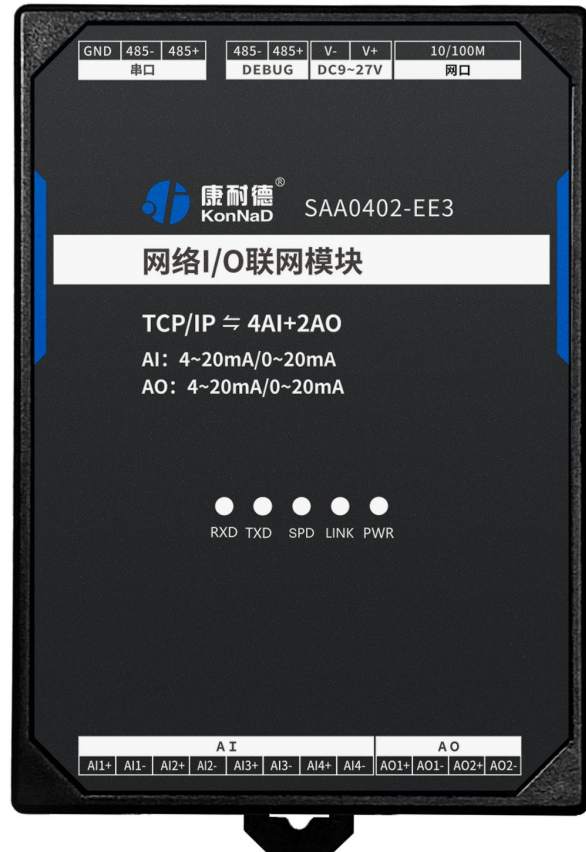 GND 485- 485+ 485- 485+ V- V+ 10/100M
串口 DEBUG DC9~27V 网口
康耐德®
KonNaD SAA0402-EE3
网络I/O联网模块
TCP/IP ⇋ 4AI+2AO
AI：4~20mA/0~20mA
AO：4~20mA/0~20mA
RXD TXD SPD LINK PWR
AI AO
AI1+ AI1- AI2+ AI2- AI3+ AI3- AI4+ AI4- AO1+ AO1- AO2+ AO2-